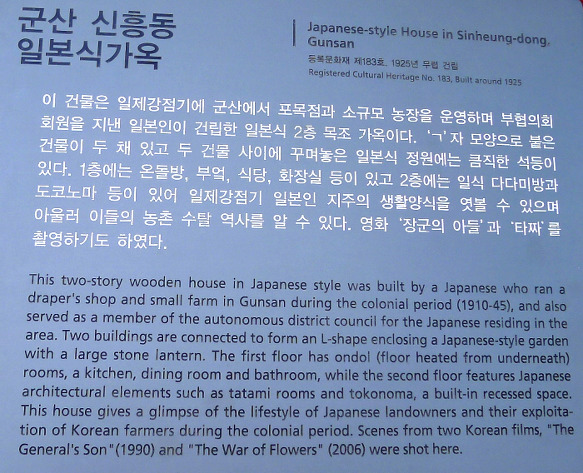 군산 신흥동
일본식가옥
Japanese-style House in Sinheung-dong,
Gunsan
등록문화재 제183호, 1925년 무렵 건립
Registered Cultural Heritage No. 183, Built around 1925
이 건물은 일제강점기에 군산에서 포목점과 소규모 농장을 운영하며 부협의회
회원을 지낸 일본인이 건립한 일본식 2층 목조 가옥이다. ‘ㄱ’자 모양으로 붙은
건물이 두 채 있고 두 건물 사이에 꾸며놓은 일본식 정원에는 큼직한 석등이
있다. 1층에는 온돌방, 부엌, 식당, 화장실 등이 있고 2층에는 일식 다다미방과
도코노마 등이 있어 일제강점기 일본인 지주의 생활양식을 엿볼 수 있으며
아울러 이들의 농촌 수탈 역사를 알 수 있다. 영화 ‘장군의 아들’과 ‘타짜’를
촬영하기도 하였다.
This two-story wooden house in Japanese style was built by a Japanese who ran a
draper's shop and small farm in Gunsan during the colonial period (1910-45), and also
served as a member of the autonomous district council for the Japanese residing in the
area. Two buildings are connected to form an L-shape enclosing a Japanese-style garden
with a large stone lantern. The first floor has ondol (floor heated from underneath)
rooms, a kitchen, dining room and bathroom, while the second floor features Japanese
architectural elements such as tatami rooms and tokonoma, a built-in recessed space.
This house gives a glimpse of the lifestyle of Japanese landowners and their exploita-
tion of Korean farmers during the colonial period. Scenes from two Korean films, "The
General's Son"(1990) and "The War of Flowers" (2006) were shot here.